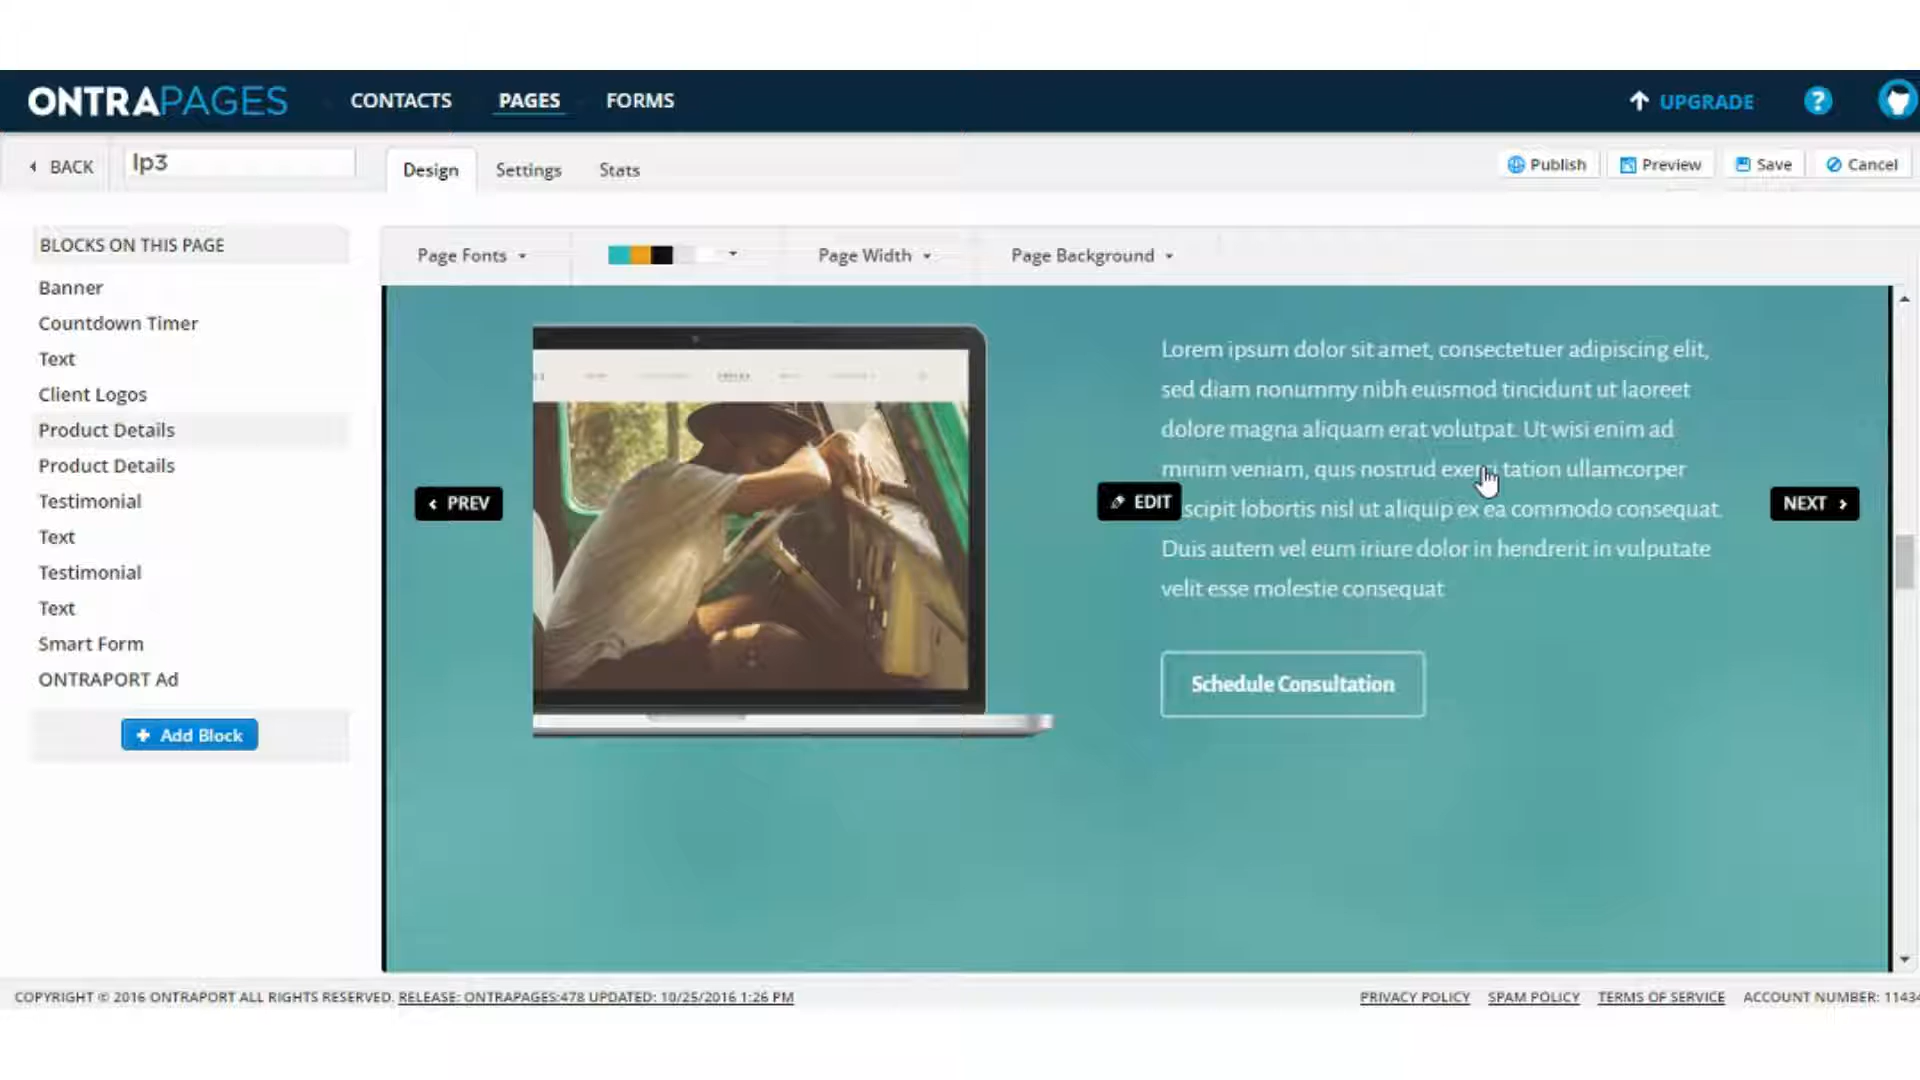 ONTRAPAGES
CONTACTS
PAGES
FORMS
UPGRADE
?
BACK
lp3
Design
Settings
Stats
Publish
Preview
Save
Cancel
BLOCKS ON THIS PAGE
Banner
Countdown Timer
Text
Client Logos
Product Details
Product Details
Testimonial
Text
Testimonial
Text
Smart Form
ONTRAPORT Ad
+ Add Block
Page Fonts
Page Width
Page Background
PREV
EDIT
NEXT
Lorem ipsum dolor sit amet, consectetuer adipiscing elit,
sed diam nonummy nibh euismod tincidunt ut laoreet
dolore magna aliquam erat volutpat. Ut wisi enim ad
minim veniam, quis nostrud exe tation ullamcorper
scipit lobortis nisl ut aliquip ex ea commodo consequat.
Duis autem vel eum iriure dolor in hendrerit in vulputate
velit esse molestie consequat
Schedule Consultation
COPYRIGHT © 2016 ONTRAPORT ALL RIGHTS RESERVED. RELEASE: ONTRAPAGES:478 UPDATED: 10/25/2016 1:26 PM
PRIVACY POLICY SPAM POLICY TERMS OF SERVICE ACCOUNT NUMBER: 1143